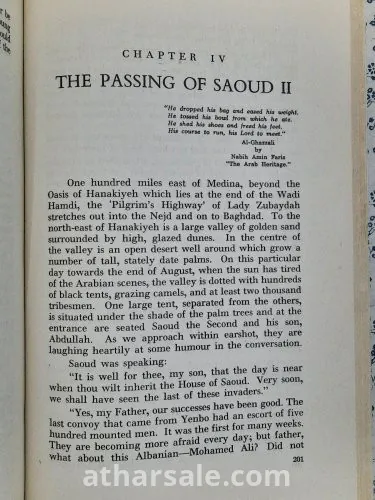 CHAPTER IV
THE PASSING OF SAOUD II
"He dropped his bag and eased his weight.
He tossed his bowl from which he ate.
He shed his shoes and freed his feet.
His course to run, his Lord to meet."
Al-Ghazzali
by
Nabih Amin Faris
"The Arab Heritage."
One hundred miles east of Medina, beyond the
Oasis of Hanakiyeh which lies at the end of the Wadi
Hamdi, the 'Pilgrim's Highway' of Lady Zubaydah
stretches out into the Nejd and on to Baghdad. To the
north-east of Hanakiyeh is a large valley of golden sand
surrounded by high, glazed dunes. In the centre of
the valley is an open desert well around which grow a
number of tall, stately date palms. On this particular
day towards the end of August, when the sun has tired
of the Arabian scenes, the valley is dotted with hundreds
of black tents, grazing camels, and at least two thousand
tribesmen. One large tent, separated from the others,
is situated under the shade of the palm trees and at the
entrance are seated Saoud the Second and his son,
Abdullah. As we approach within earshot, they are
laughing heartily at some humour in the conversation.
Saoud was speaking:
"It is well for thee, my son, that the day is near
when thou wilt inherit the House of Saoud. Very soon,
we shall have seen the last of these invaders."
"Yes, my Father, our successes have been good. The
last convoy that came from Yenbo had an escort of five
hundred mounted men. It was the first for many weeks.
They are becoming more afraid every day; but father,
what about this Albanian—Mohamed Ali? Did not
201
atharsale.com